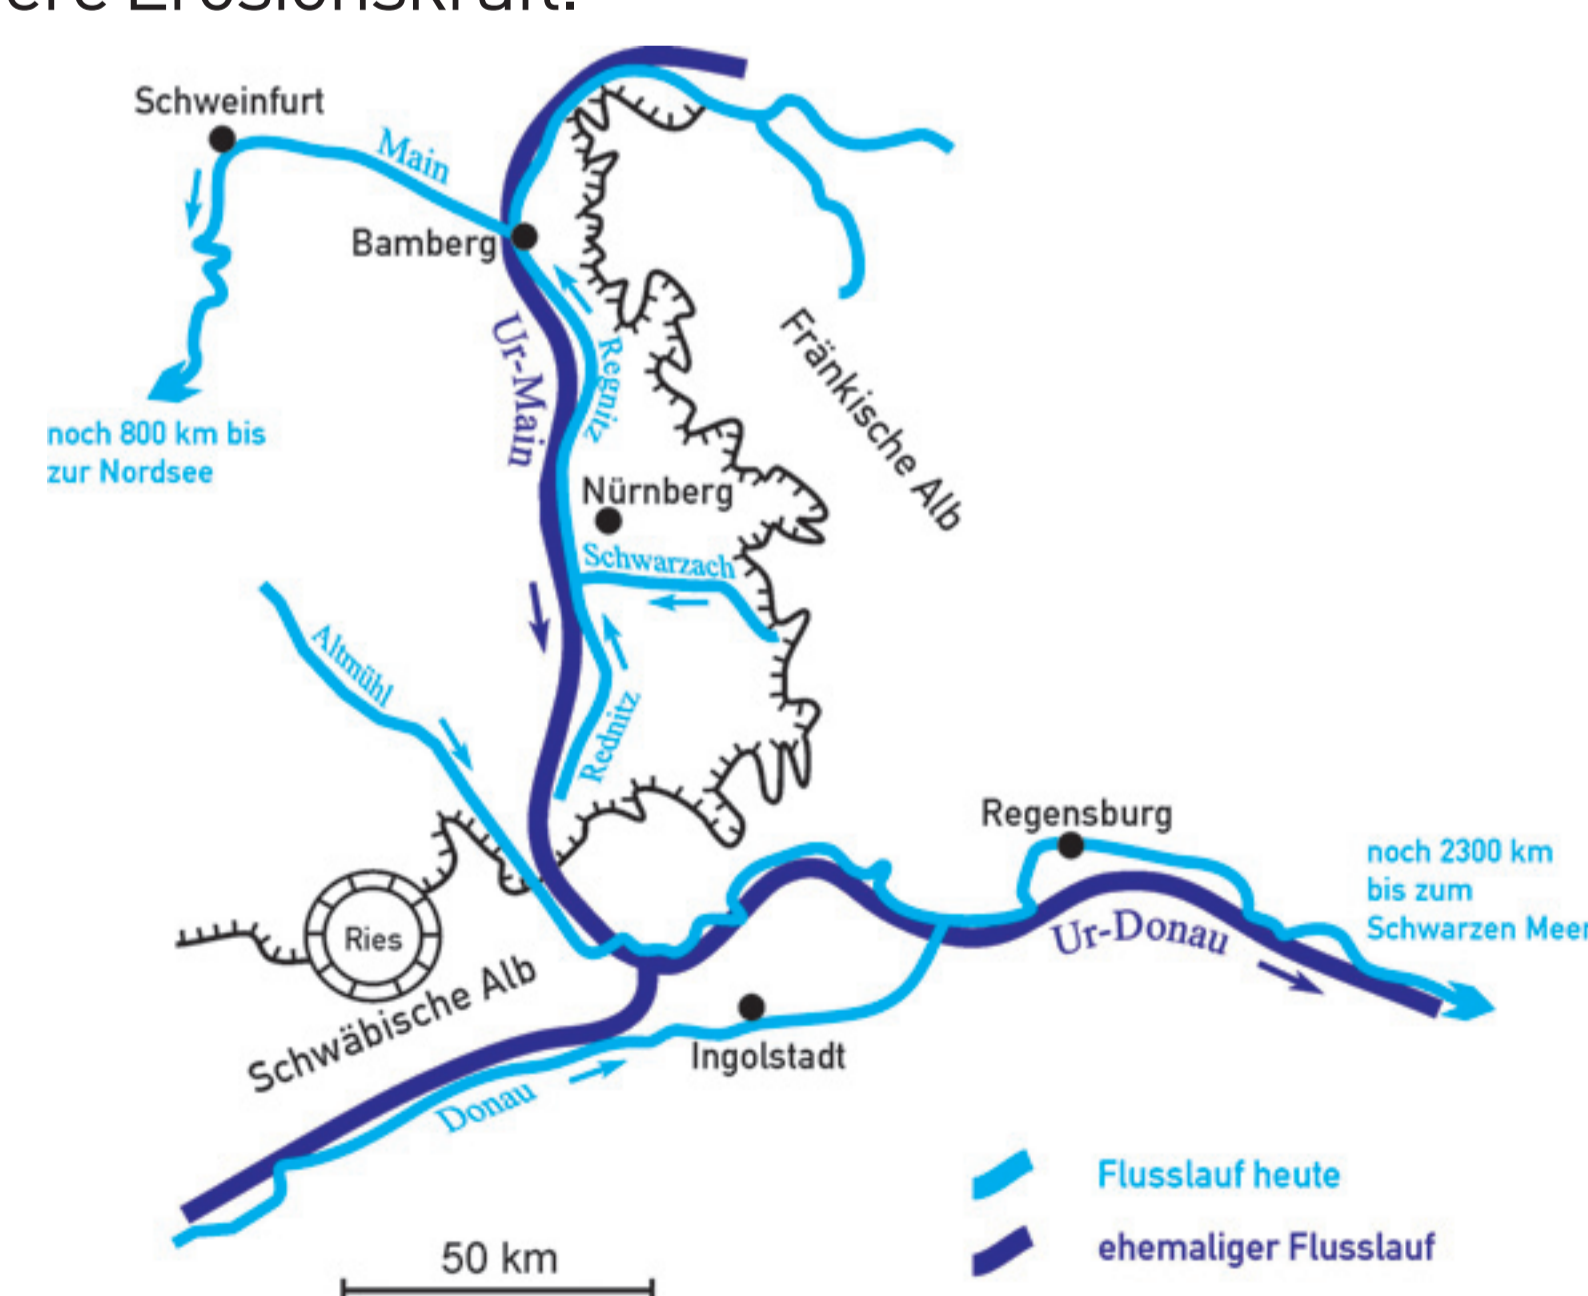 ere Erosionskraft.
Schweinfurt
Main
Bamberg
Ur-Main
Regnitz
Fränkische Alb
noch 800 km bis
zur Nordsee
Nürnberg
Schwarzach
Altmühl
Rednitz
Regensburg
noch 2300 km
bis zum
Schwarzen Meer
Ur-Donau
Ries
Schwäbische Alb
Ingolstadt
Donau
Flusslauf heute
ehemaliger Flusslauf
50 km